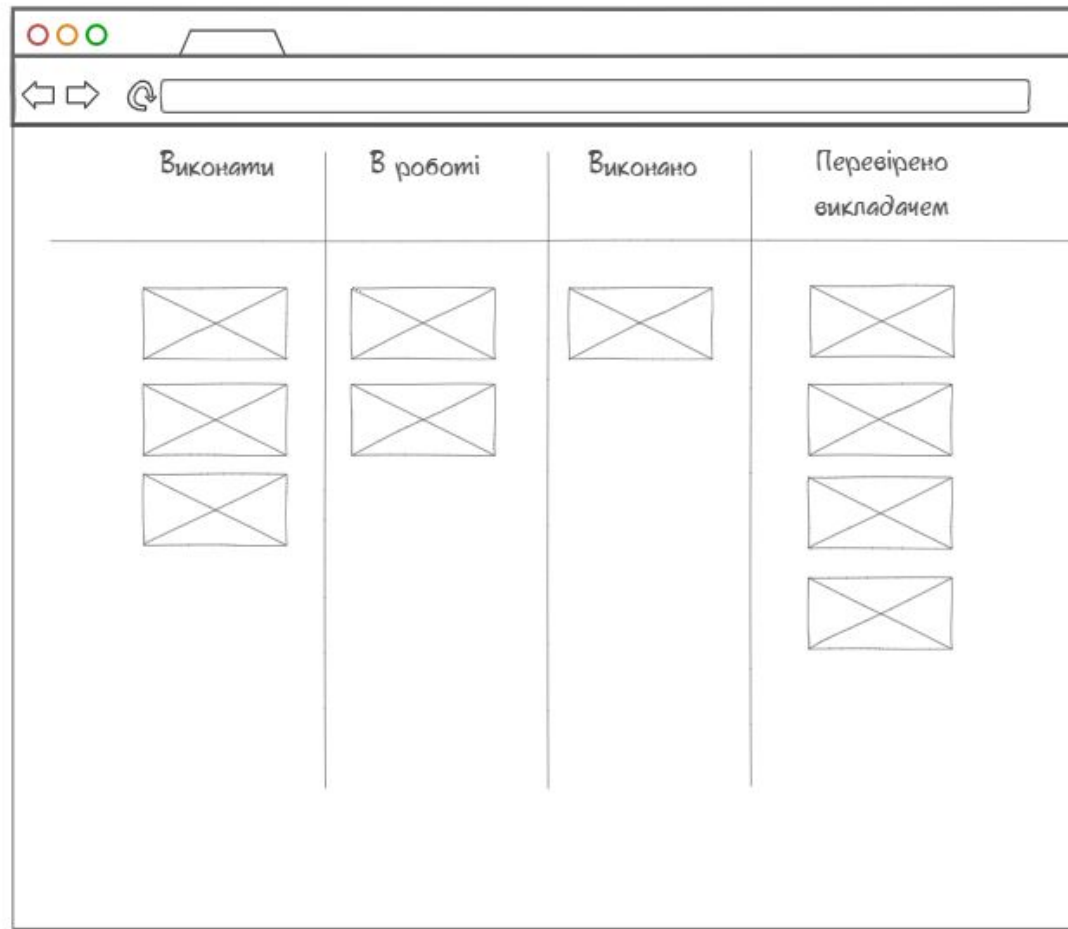 Виконати
В роботі
Виконано
Перевірено
викладачем